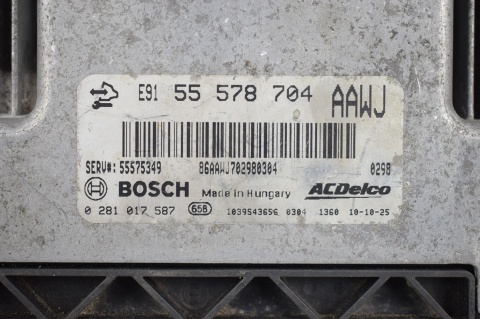 E91 55 578 704 AAWJ
SERV#: 55575349 86AAWJ702980304 0298
BOSCH Made in Hungary ACDelco
0 281 017 587 658 1039S43656 0304 1360 10-10-25